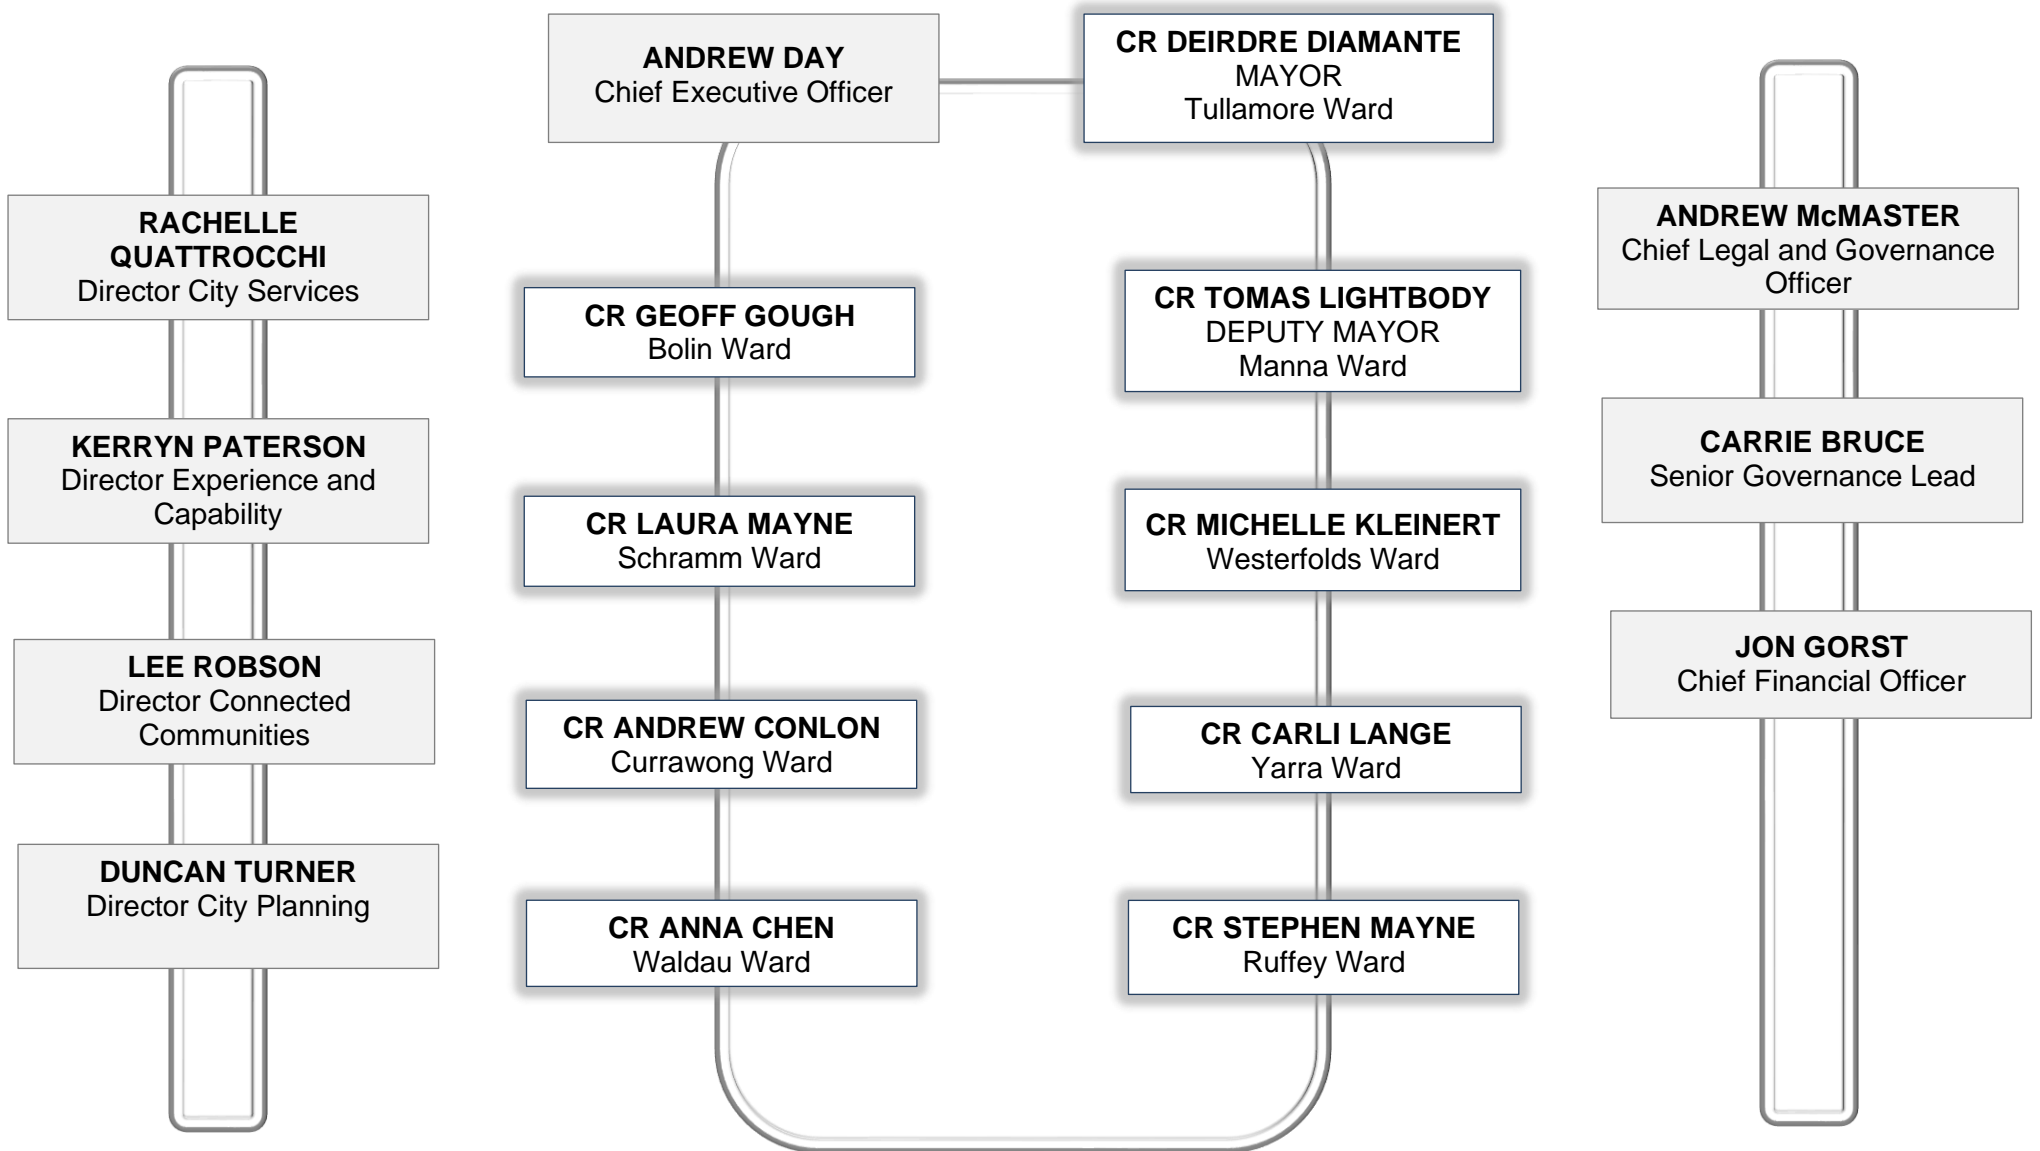 ANDREW DAY
Chief Executive Officer
CR DEIRDRE DIAMANTE
MAYOR
Tullamore Ward
RACHELLE
QUATTROCCHI
Director City Services
KERRYN PATERSON
Director Experience and
Capability
LEE ROBSON
Director Connected
Communities
DUNCAN TURNER
Director City Planning
CR GEOFF GOUGH
Bolin Ward
CR LAURA MAYNE
Schramm Ward
CR ANDREW CONLON
Currawong Ward
CR ANNA CHEN
Waldau Ward
CR TOMAS LIGHTBODY
DEPUTY MAYOR
Manna Ward
CR MICHELLE KLEINERT
Westerfolds Ward
CR CARLI LANGE
Yarra Ward
CR STEPHEN MAYNE
Ruffey Ward
ANDREW McMASTER
Chief Legal and Governance
Officer
CARRIE BRUCE
Senior Governance Lead
JON GORST
Chief Financial Officer